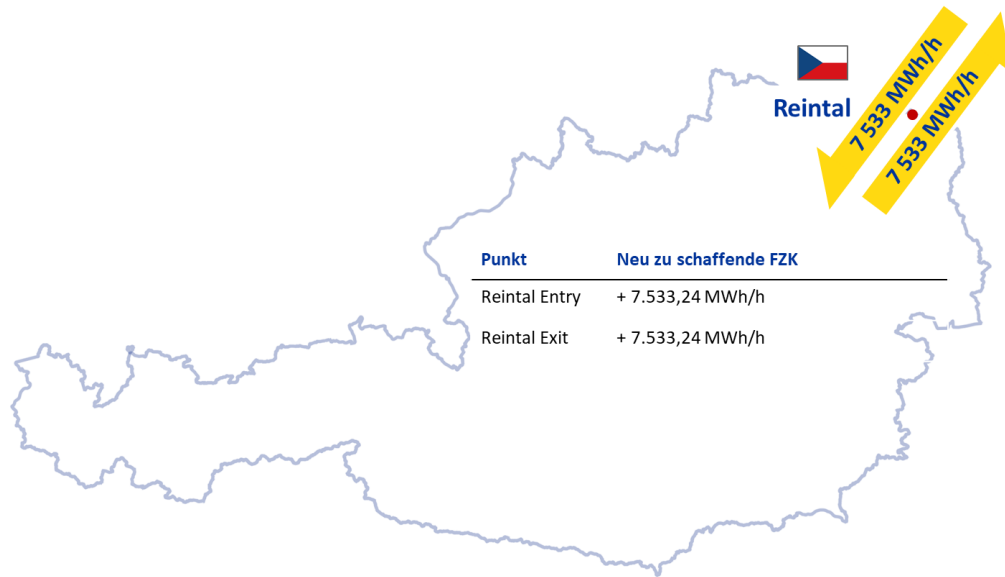 7 533 MWh/h
7 533 MWh/h
Reintal
Punkt Neu zu schaffende FZK
Reintal Entry + 7.533,24 MWh/h
Reintal Exit + 7.533,24 MWh/h